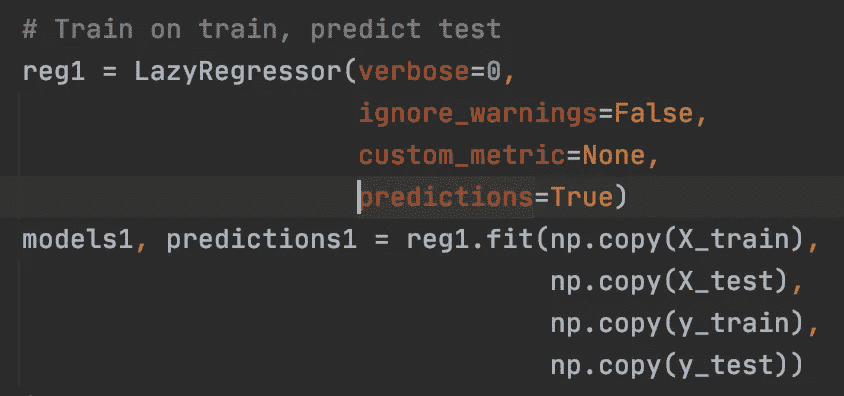 # Train on train, predict test
reg1 = LazyRegressor(verbose=0,
ignore_warnings=False,
custom_metric=None,
predictions=True)
models1, predictions1 = reg1.fit(np.copy(X_train),
np.copy(X_test),
np.copy(y_train),
np.copy(y_test))